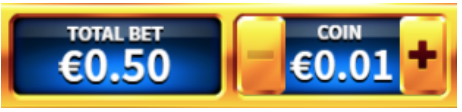 TOTAL BET
€0.50
COIN
− €0.01 +